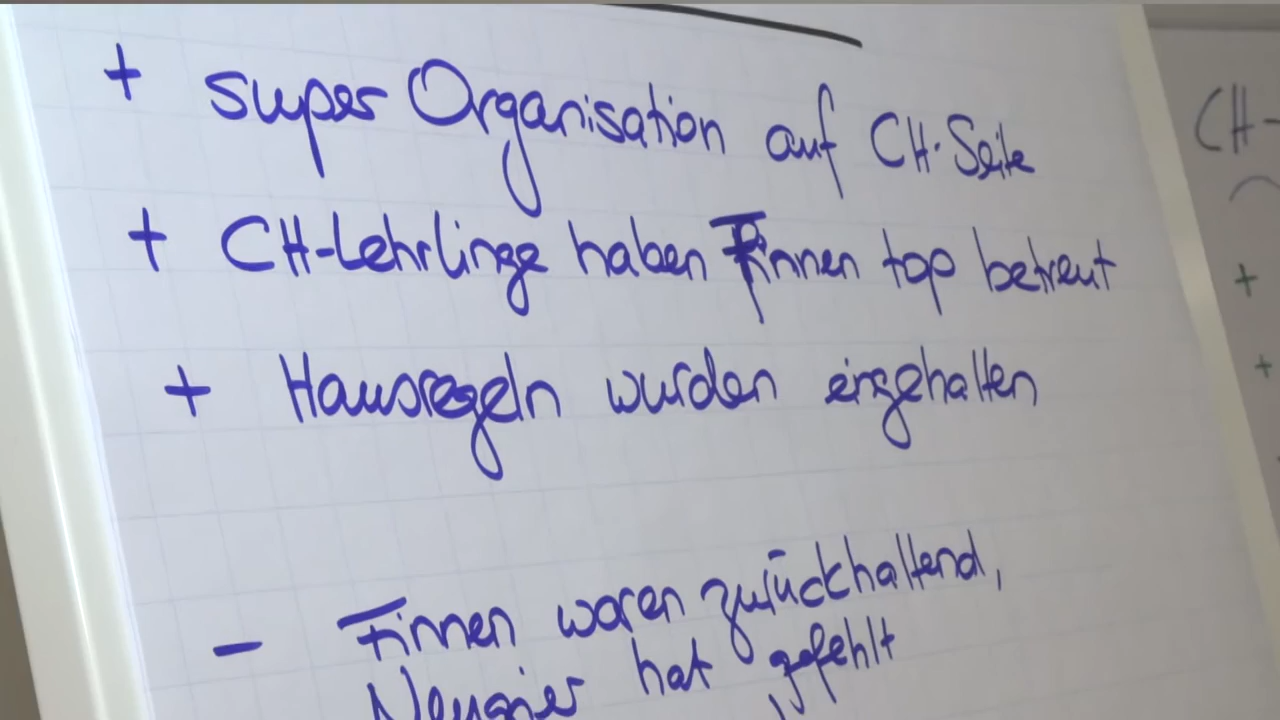 + super Organisation auf CH-Seite
+ CH-Lehrlinge haben Finnen top betreut
+ Hausregeln wurden eingehalten
- Finnen waren zurückhaltend,
Neugier hat gefehlt
CH-
+
+